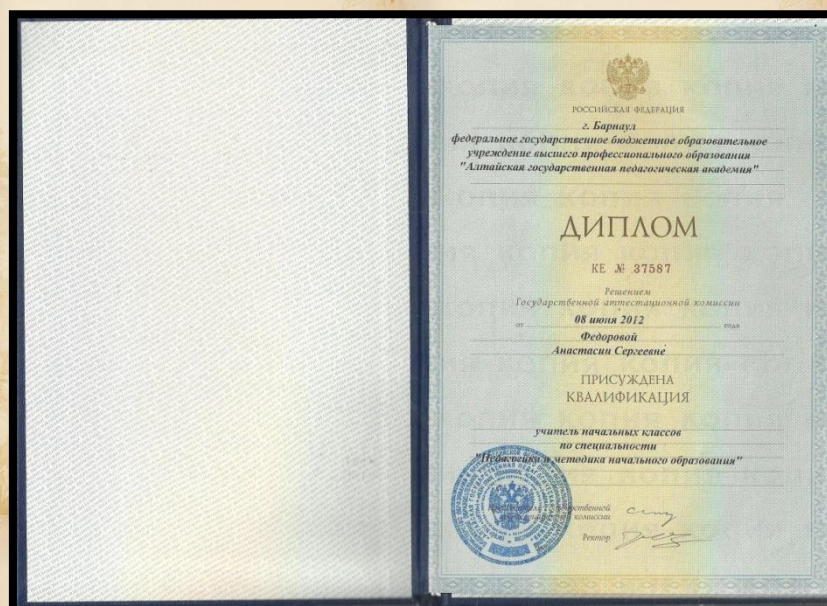 РОССИЙСКАЯ ФЕДЕРАЦИЯ
г. Барнаул
федеральное государственное бюджетное образовательное
учреждение высшего профессионального образования
"Алтайская государственная педагогическая академия"
ДИПЛОМ
КЕ № 37587
Решением
Государственной аттестационной комиссии
от 08 июня 2012 года
Федоровой
Анастасии Сергеевне
ПРИСУЖДЕНА
КВАЛИФИКАЦИЯ
учитель начальных классов
по специальности
"Педагогика и методика начального образования"
комиссии
Ректор